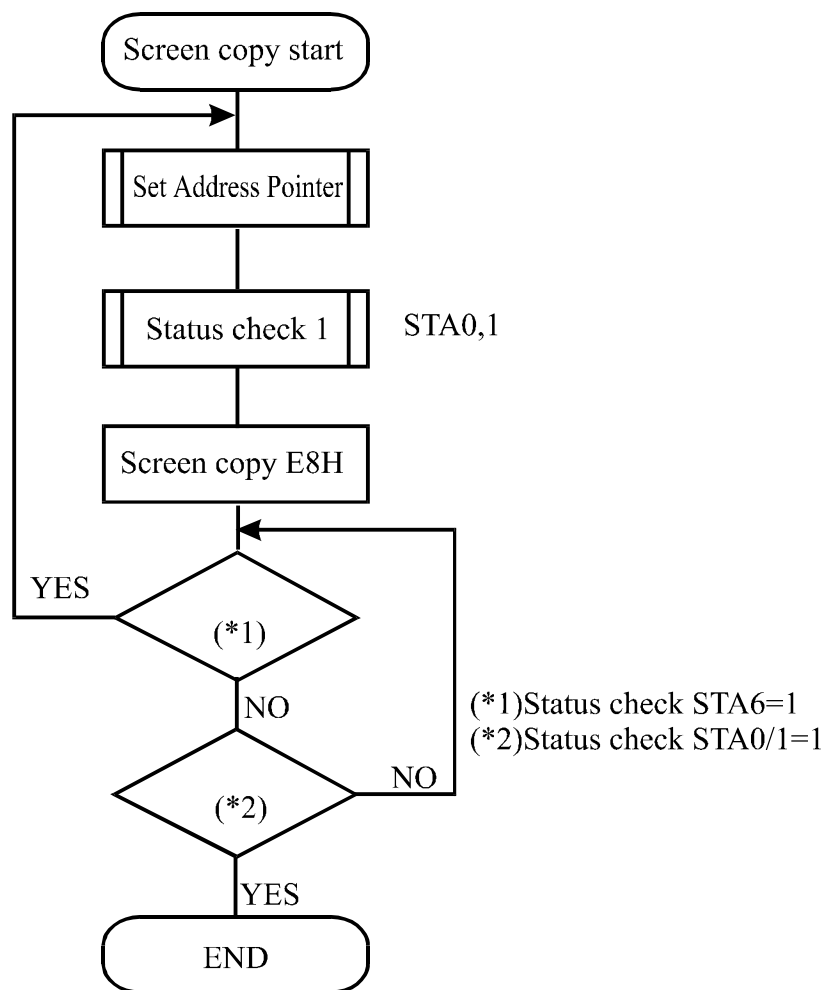 Screen copy start
Set Address Pointer
Status check 1
STA0,1
Screen copy E8H
YES
(*1)
NO
(*1)Status check STA6=1
(*2)Status check STA0/1=1
NO
(*2)
YES
END